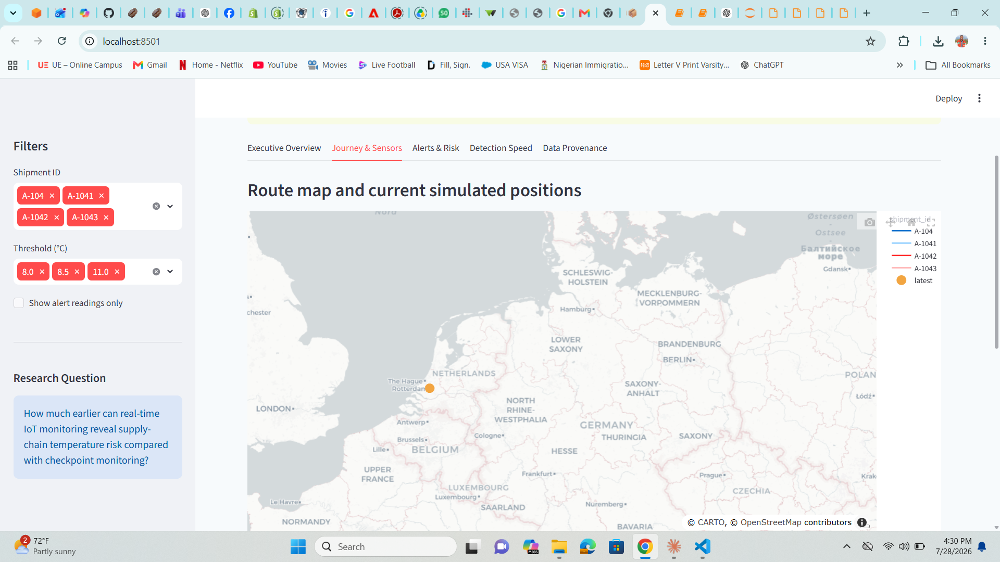 localhost:8501
UE – Online Campus
Gmail
Home - Netflix
YouTube
Movies
Live Football
Fill, Sign.
USA VISA
Nigerian Immigratio...
Letter V Print Varsity...
ChatGPT
All Bookmarks
Deploy
Filters
Shipment ID
A-104
A-1041
A-1042
A-1043
Threshold (°C)
8.0
8.5
11.0
Show alert readings only
Research Question
How much earlier can real-time
IoT monitoring reveal supply-
chain temperature risk compared
with checkpoint monitoring?
Executive Overview
Journey & Sensors
Alerts & Risk
Detection Speed
Data Provenance
Route map and current simulated positions
Østersøen
-
Ostsee
-
Балтийское
море
Gdansk
SCHLESWIG-
HOLSTEIN
MECKLENBURG-
VORPOMMERN
Hamburg
chester
LOWER
SAXONY
BRANDENBURG
BERLIN
NETHERLANDS
The Hague
Rotterdam
POLAN
SAXONY-
ANHALT
Łódź
LONDON
NORTH
RHINE-
WESTPHALIA
Antwerp
GERMANY
THURINGIA
SAXONY
Cologne
Brussels
BELGIUM
Lille
HESSE
UPPER
FRANCE
Frankfurt
Prague
Krak
LUXEMBOURG
Luxembourg
CZECHIA
Le Havre
SAARLAND
Nuremberg
NORMANDY
BAVARIA
© CARTO, © OpenStreetMap contributors
shipment_id
A-104
A-1041
A-1042
A-1043
latest
2
72°F
Partly sunny
Search
M365
4:30 PM
7/28/2026